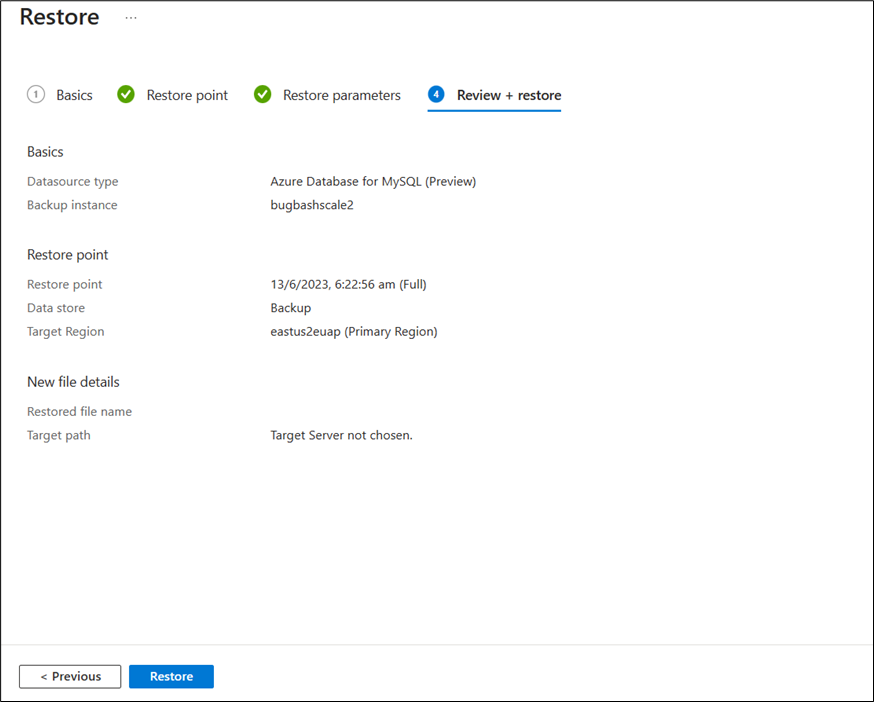 Restore ...
1 Basics Restore point Restore parameters 4 Review + restore
Basics
Datasource type Azure Database for MySQL (Preview)
Backup instance bugbashscale2
Restore point
Restore point 13/6/2023, 6:22:56 am (Full)
Data store Backup
Target Region eastus2euap (Primary Region)
New file details
Restored file name
Target path Target Server not chosen.
< Previous Restore